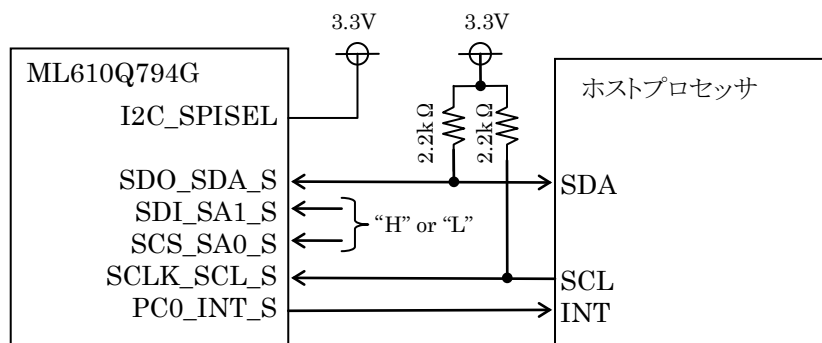 3.3V
3.3V
ML610Q794G
ホストプロセッサ
I2C_SPISEL
2.2kΩ
2.2kΩ
SDO_SDA_S
SDA
SDI_SA1_S
“H” or “L”
SCS_SA0_S
SCLK_SCL_S
SCL
PC0_INT_S
INT